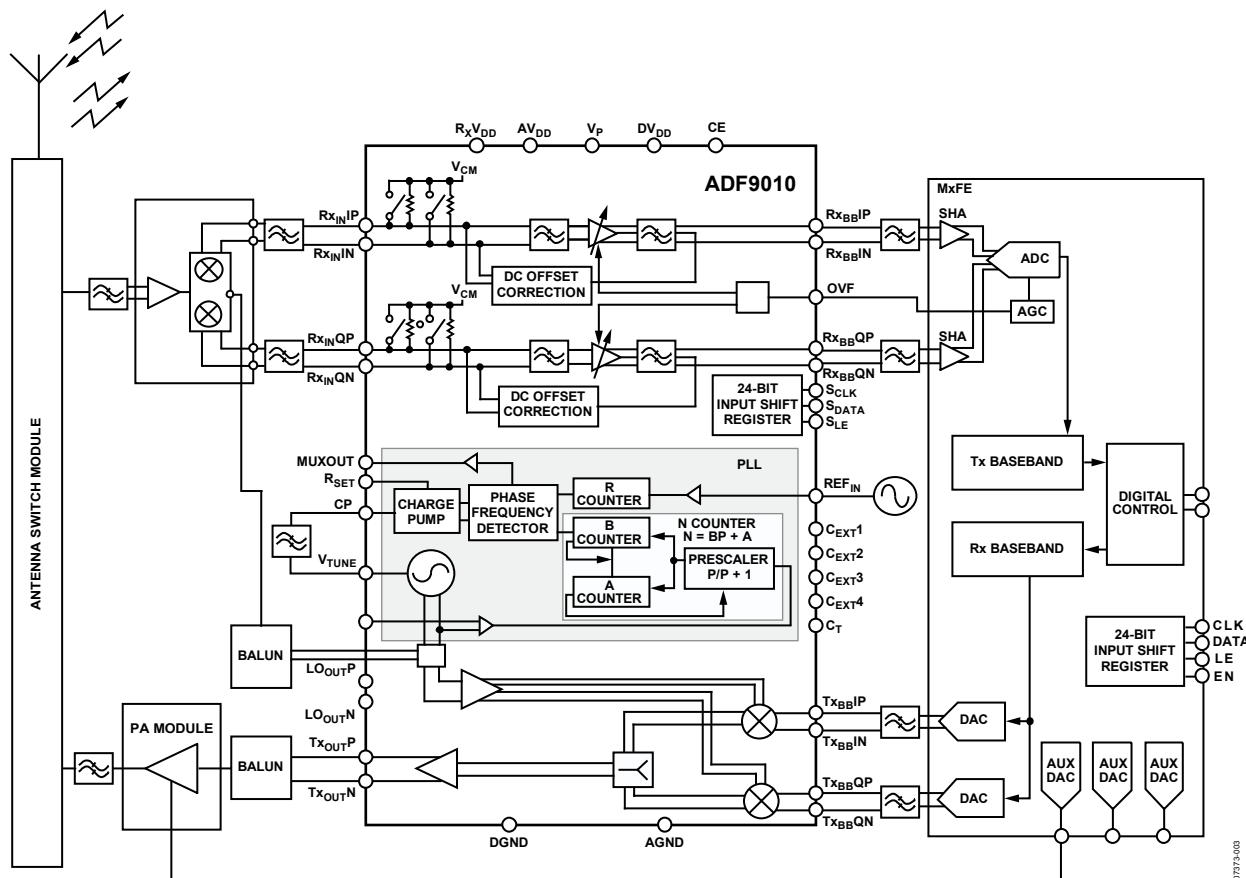 RXVDD AVDD VP DVDD CE
ADF9010
MxFE
VCM
RxINIP
RxININ
RxBBIP
RxBBIN
SHA
ADC
DC OFFSET
CORRECTION
OVF
AGC
VCM
RxINQP
RxINQN
RxBBQP
RxBBQN
SHA
DC OFFSET
CORRECTION
24-BIT
INPUT SHIFT
REGISTER
SCLK
SDATA
SLE
ANTENNA SWITCH MODULE
MUXOUT
RSET
CP
VTUNE
PLL
CHARGE
PUMP
PHASE
FREQUENCY
DETECTOR
R
COUNTER
B
COUNTER
A
COUNTER
N COUNTER
N = BP + A
PRESCALER
P/P + 1
REFIN
CEXT1
CEXT2
CEXT3
CEXT4
CT
Tx BASEBAND
Rx BASEBAND
DIGITAL
CONTROL
24-BIT
INPUT SHIFT
REGISTER
CLK
DATA
LE
EN
BALUN
LOOUTP
LOOUTN
PA MODULE
BALUN
TxOUTP
TxOUTN
TxBBIP
TxBBIN
DAC
TxBBQP
TxBBQN
DAC
AUX
DAC
AUX
DAC
AUX
DAC
DGND
AGND
07373-003